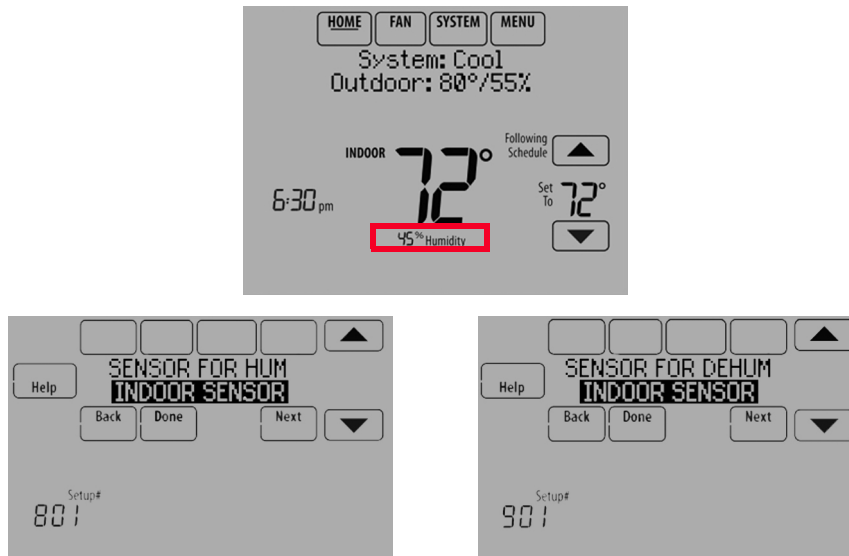 HOME FAN SYSTEM MENU
System: Cool
Outdoor: 80°/55%
Following
Schedule
INDOOR 72°
Set
To 72°
6:30 pm
45% Humidity
SENSOR FOR HUM
Help
INDOOR SENSOR
Back Done Next
Setup#
801
SENSOR FOR DEHUM
Help
INDOOR SENSOR
Back Done Next
Setup#
901